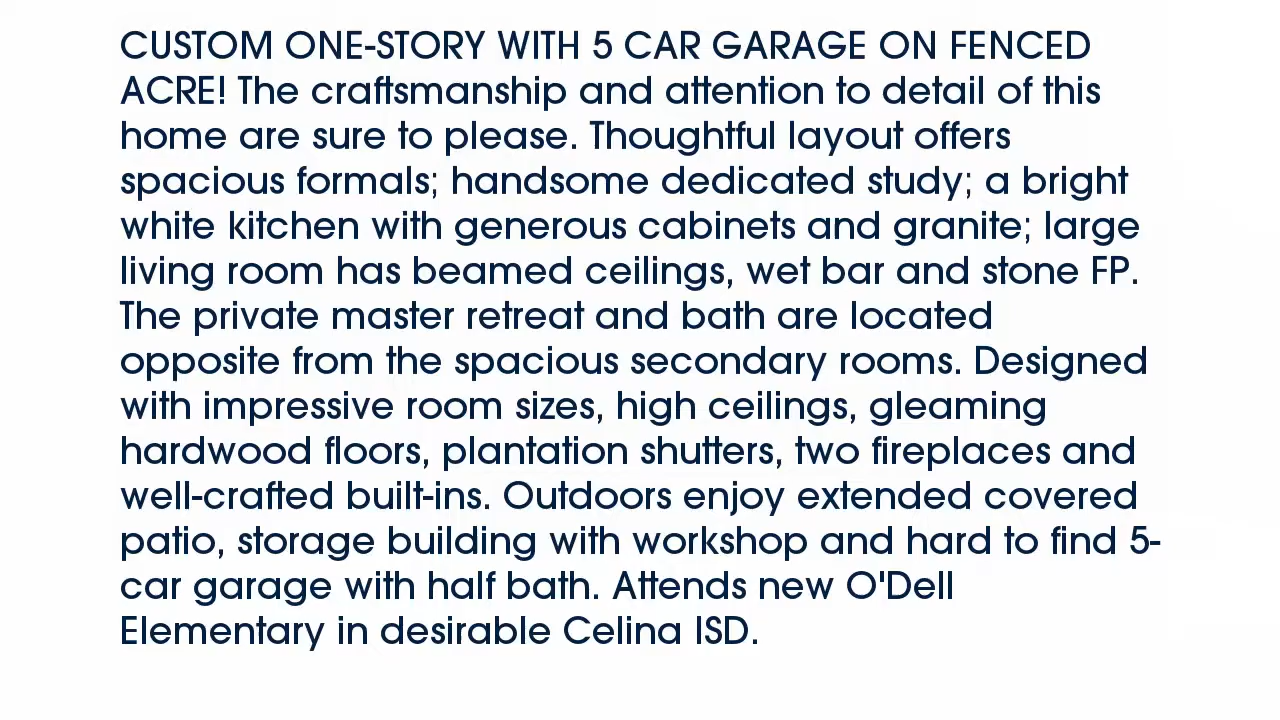 CUSTOM ONE-STORY WITH 5 CAR GARAGE ON FENCED
ACRE! The craftsmanship and attention to detail of this
home are sure to please. Thoughtful layout offers
spacious formals; handsome dedicated study; a bright
white kitchen with generous cabinets and granite; large
living room has beamed ceilings, wet bar and stone FP.
The private master retreat and bath are located
opposite from the spacious secondary rooms. Designed
with impressive room sizes, high ceilings, gleaming
hardwood floors, plantation shutters, two fireplaces and
well-crafted built-ins. Outdoors enjoy extended covered
patio, storage building with workshop and hard to find 5-
car garage with half bath. Attends new O'Dell
Elementary in desirable Celina ISD.